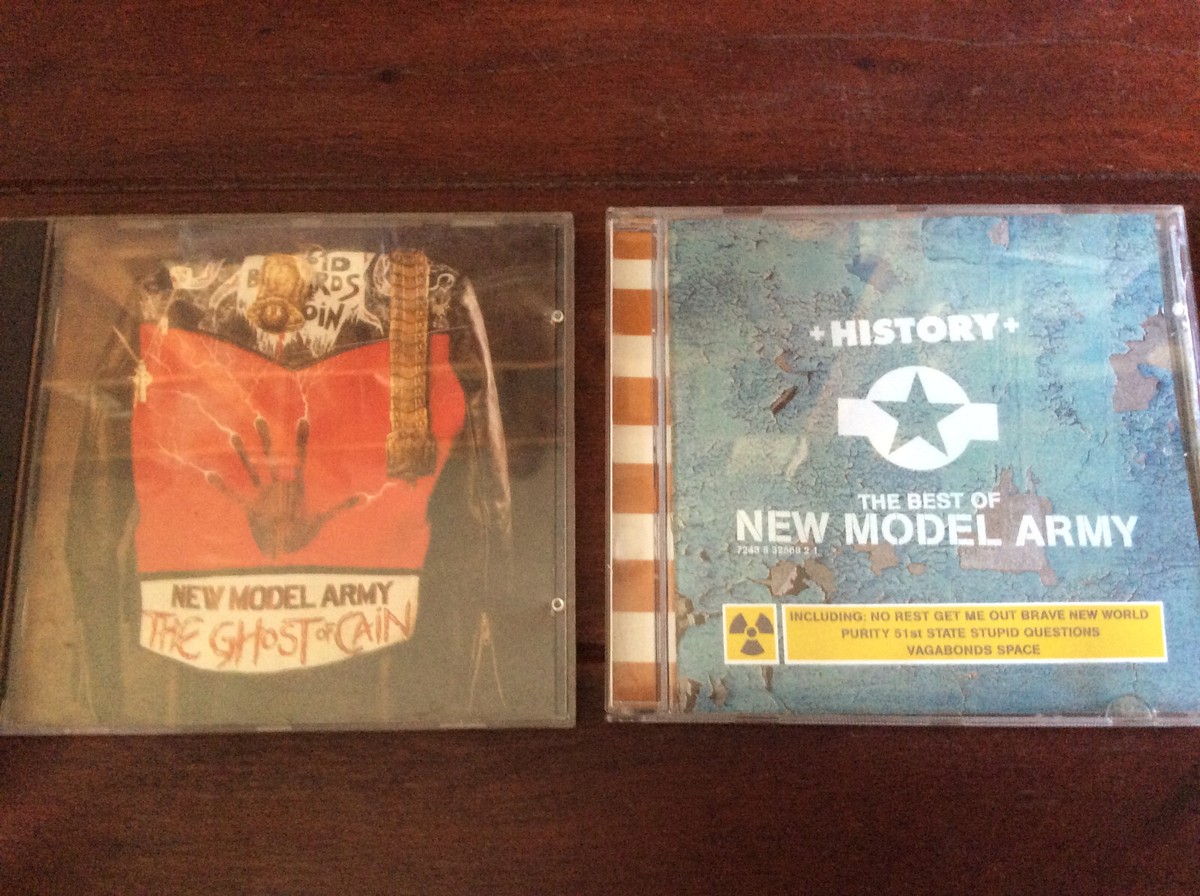 NEW MODEL ARMY
THE GHOST OF CAIN
+HISTORY+
THE BEST OF
NEW MODEL ARMY
INCLUDING: NO REST GET ME OUT BRAVE NEW WORLD
PURITY 51st STATE STUPID QUESTIONS
VAGABONDS SPACE